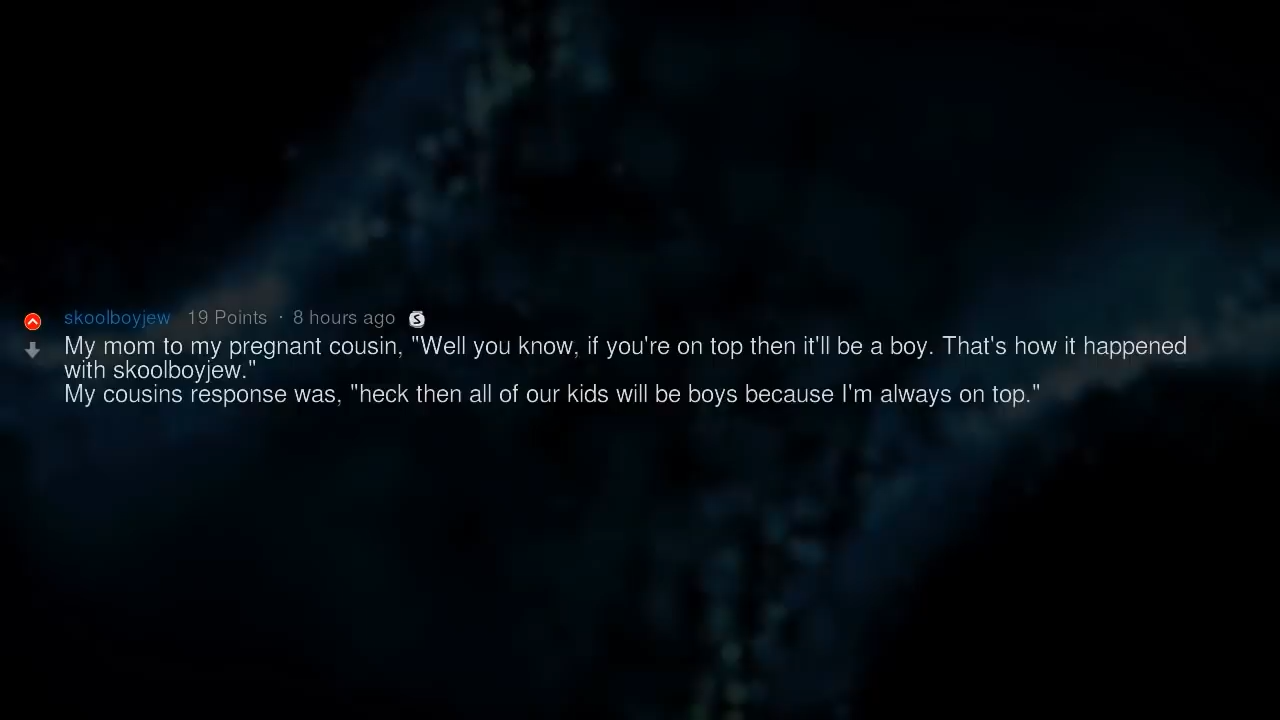 skoolboyjew 19 Points · 8 hours ago S
My mom to my pregnant cousin, "Well you know, if you're on top then it'll be a boy. That's how it happened
with skoolboyjew."
My cousins response was, "heck then all of our kids will be boys because I'm always on top."